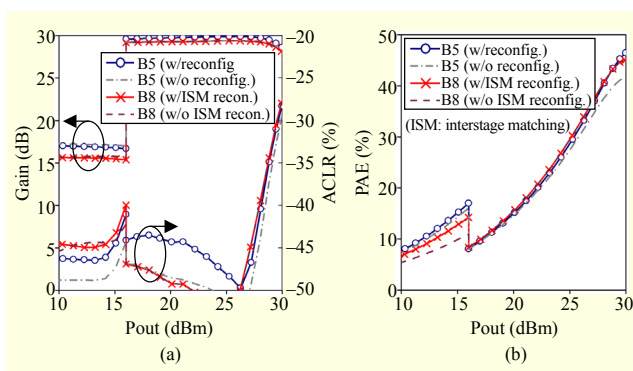 30
25
20
15
10
5
0
Gain (dB)
B5 (w/reconfig
B5 (w/o reconfig.)
B8 (w/ISM recon.)
B8 (w/o ISM recon.)
–20
–25
–30
–35
–40
–45
–50
ACLR (%)
10 15 20 25 30
Pout (dBm)
(a)
50
40
30
20
10
0
PAE (%)
B5 (w/reconfig.)
B5 (w/o reconfig.)
B8 (w/ISM reconfig.)
B8 (w/o ISM reconfig.)
(ISM: interstage matching)
10 15 20 25 30
Pout (dBm)
(b)